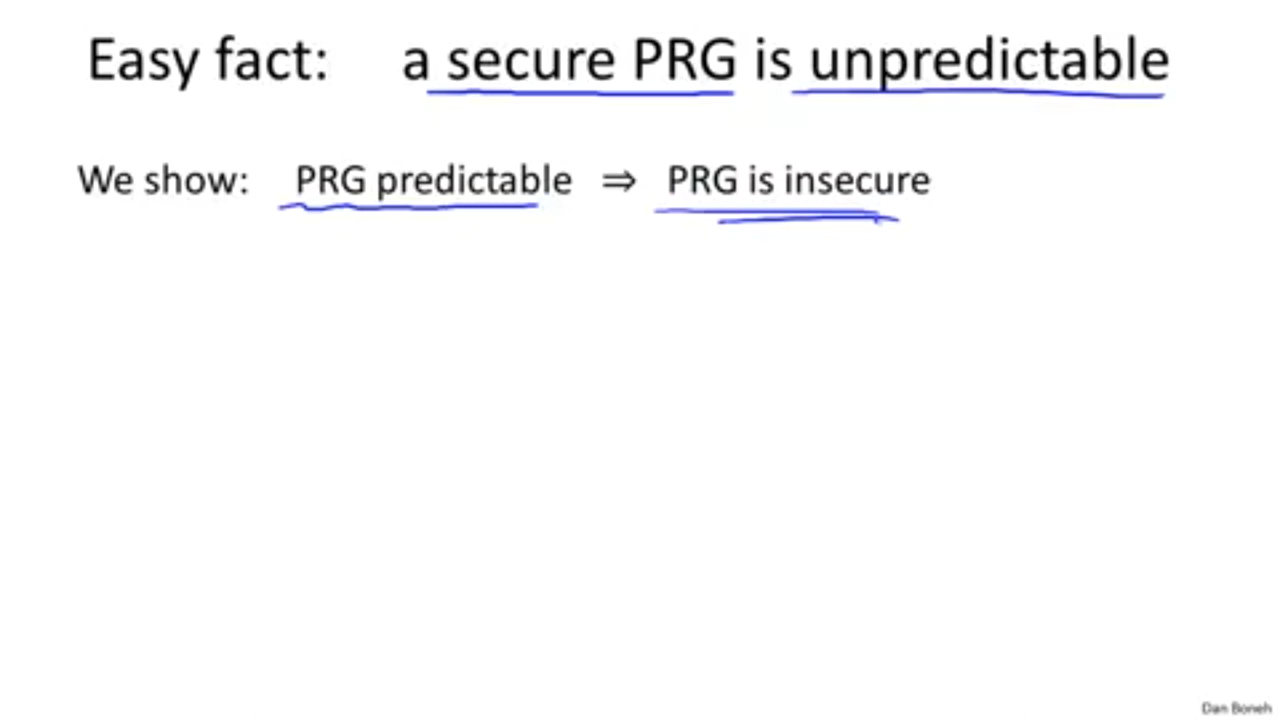 Easy fact: a secure PRG is unpredictable
We show: PRG predictable ⇒ PRG is insecure
Dan Boneh